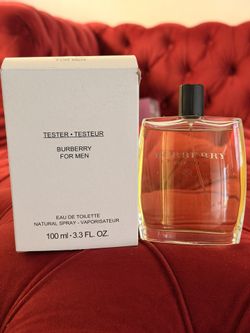 TESTER • TESTEUR
BURBERRY
FOR MEN
EAU DE TOILETTE
NATURAL SPRAY - VAPORISATEUR
100 ml - 3.3 FL. OZ.
BURBERRY